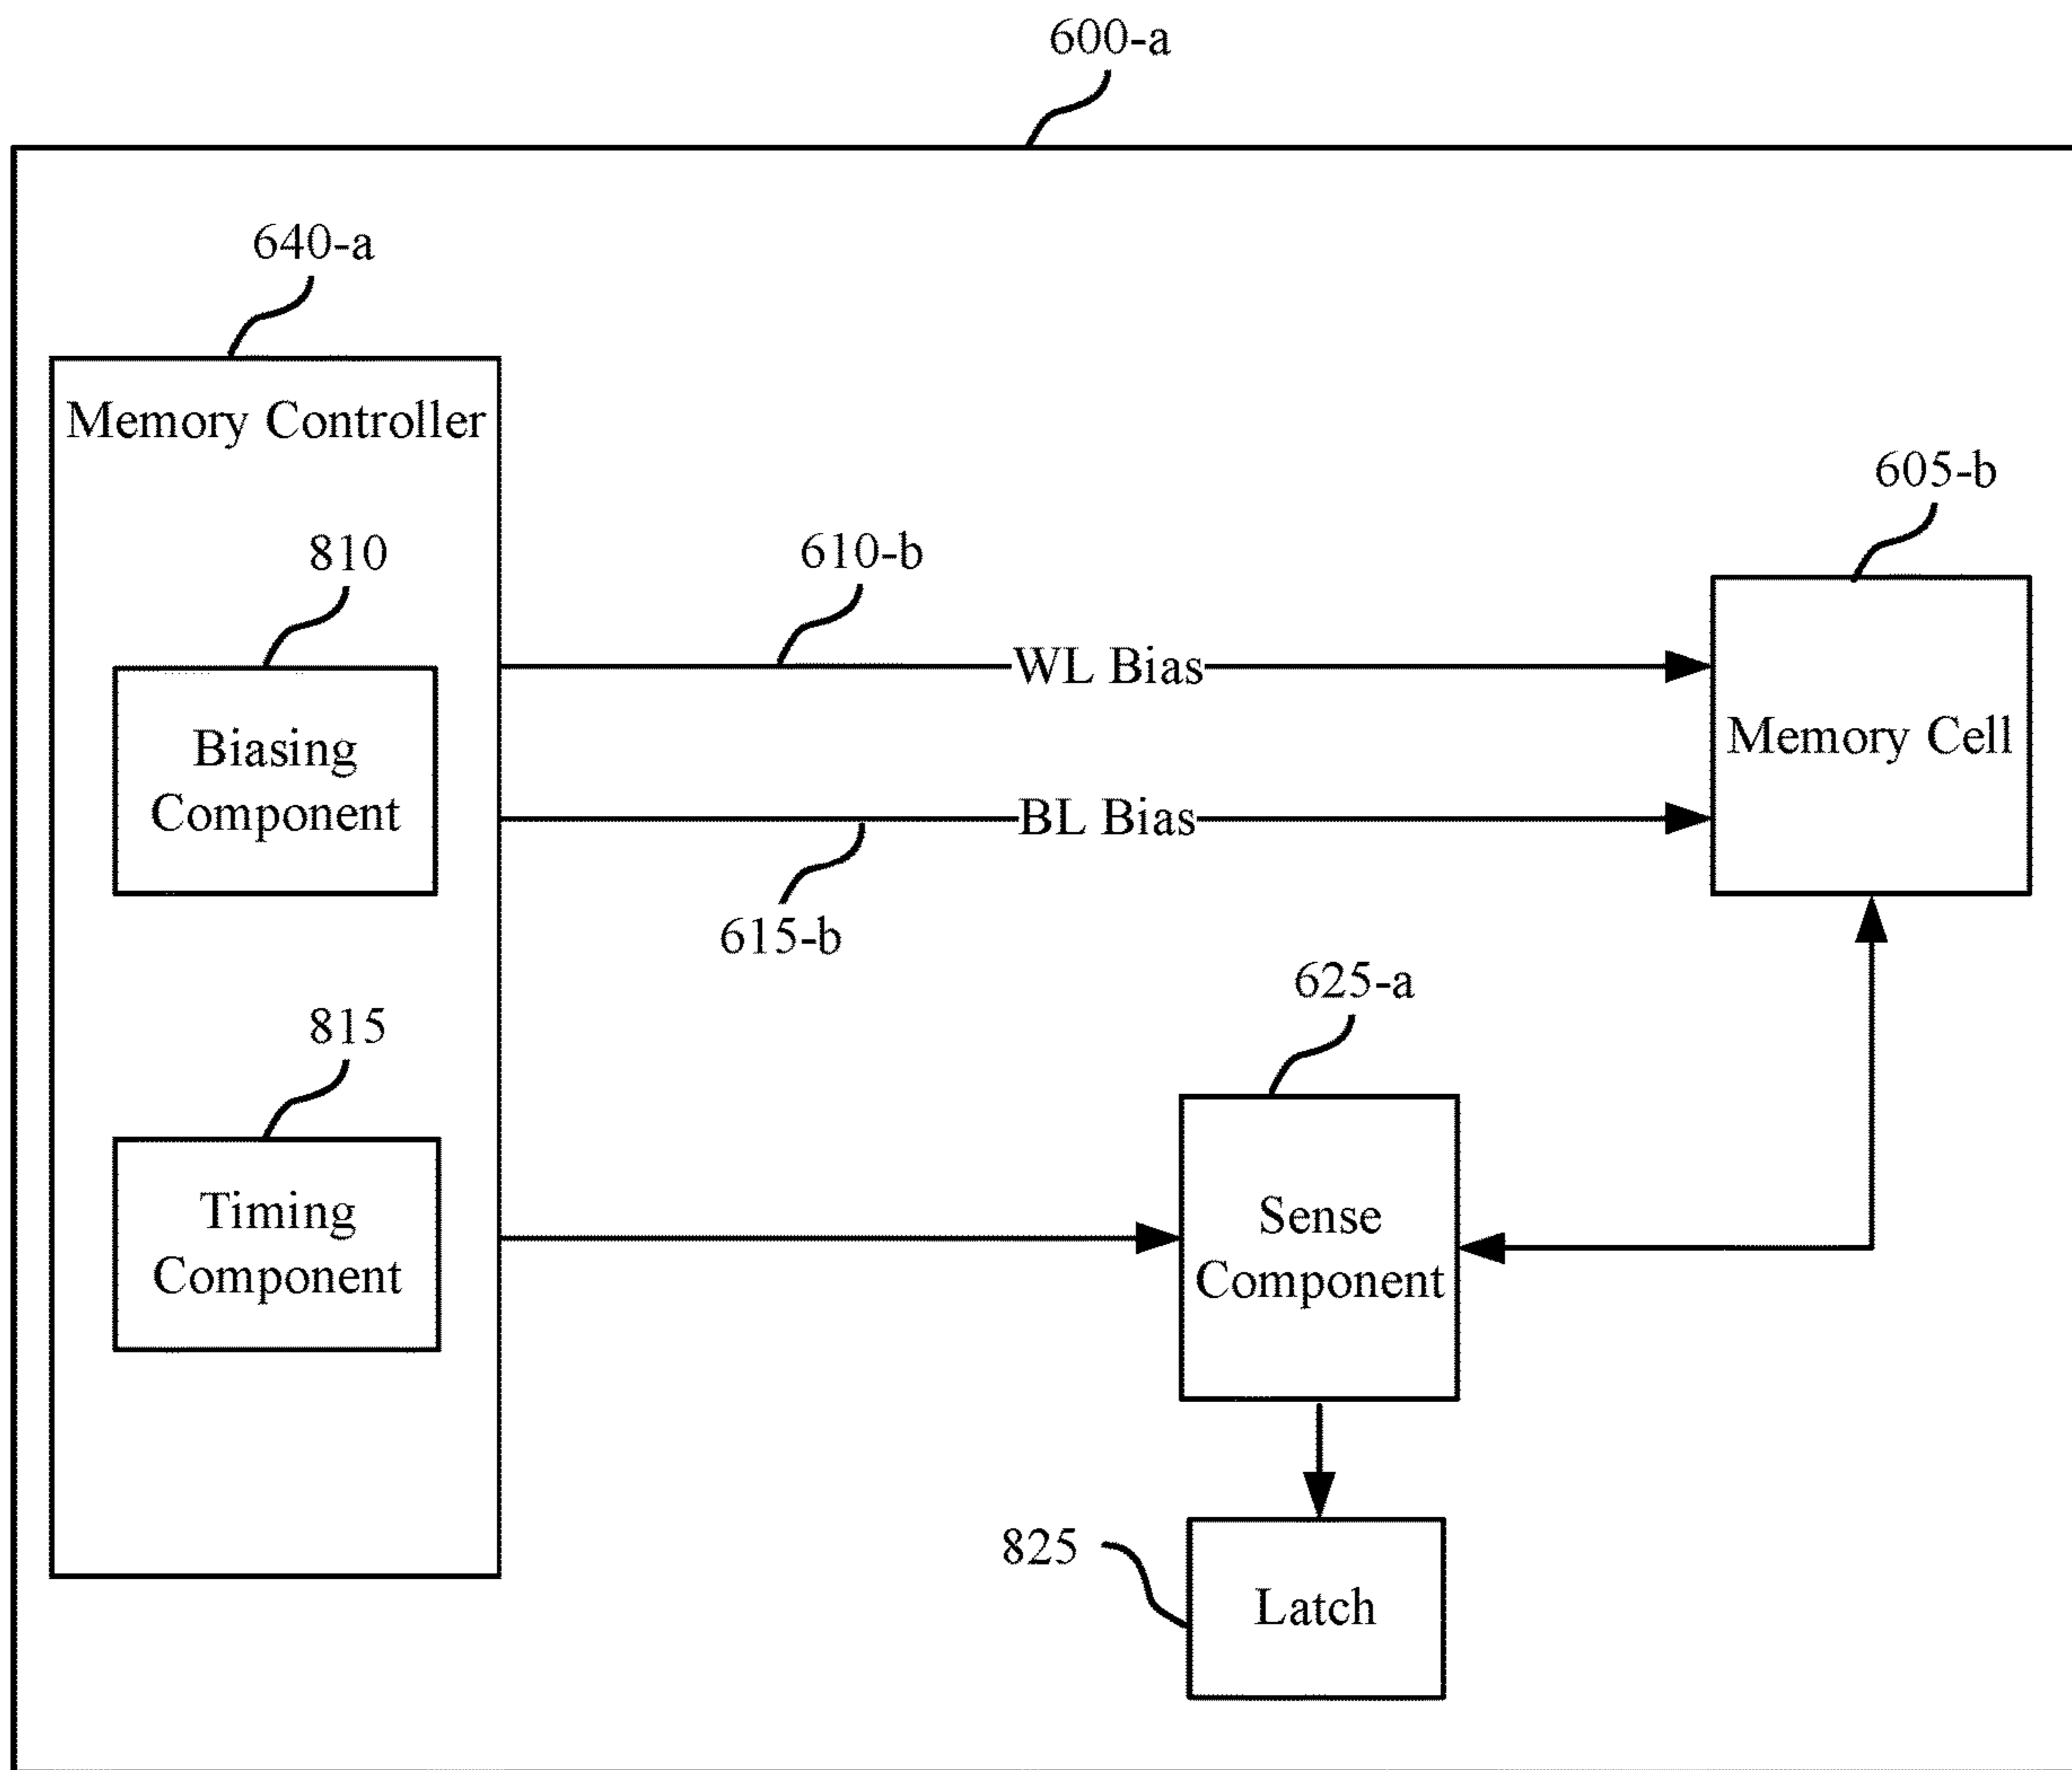 600-a
640-a
Memory Controller
605-b
810
610-b
WL Bias
Biasing
Component
Memory Cell
BL Bias
615-b
625-a
815
Timing
Component
Sense
Component
825
Latch